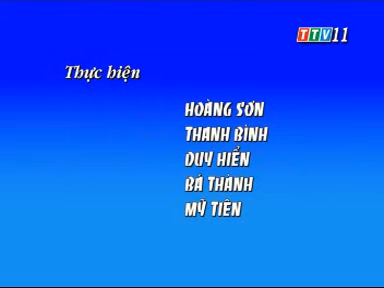 TTV11
Thực hiện
HOÀNG SƠN
THANH BÌNH
DUY HIỂN
BÁ THÀNH
MỸ TIÊN